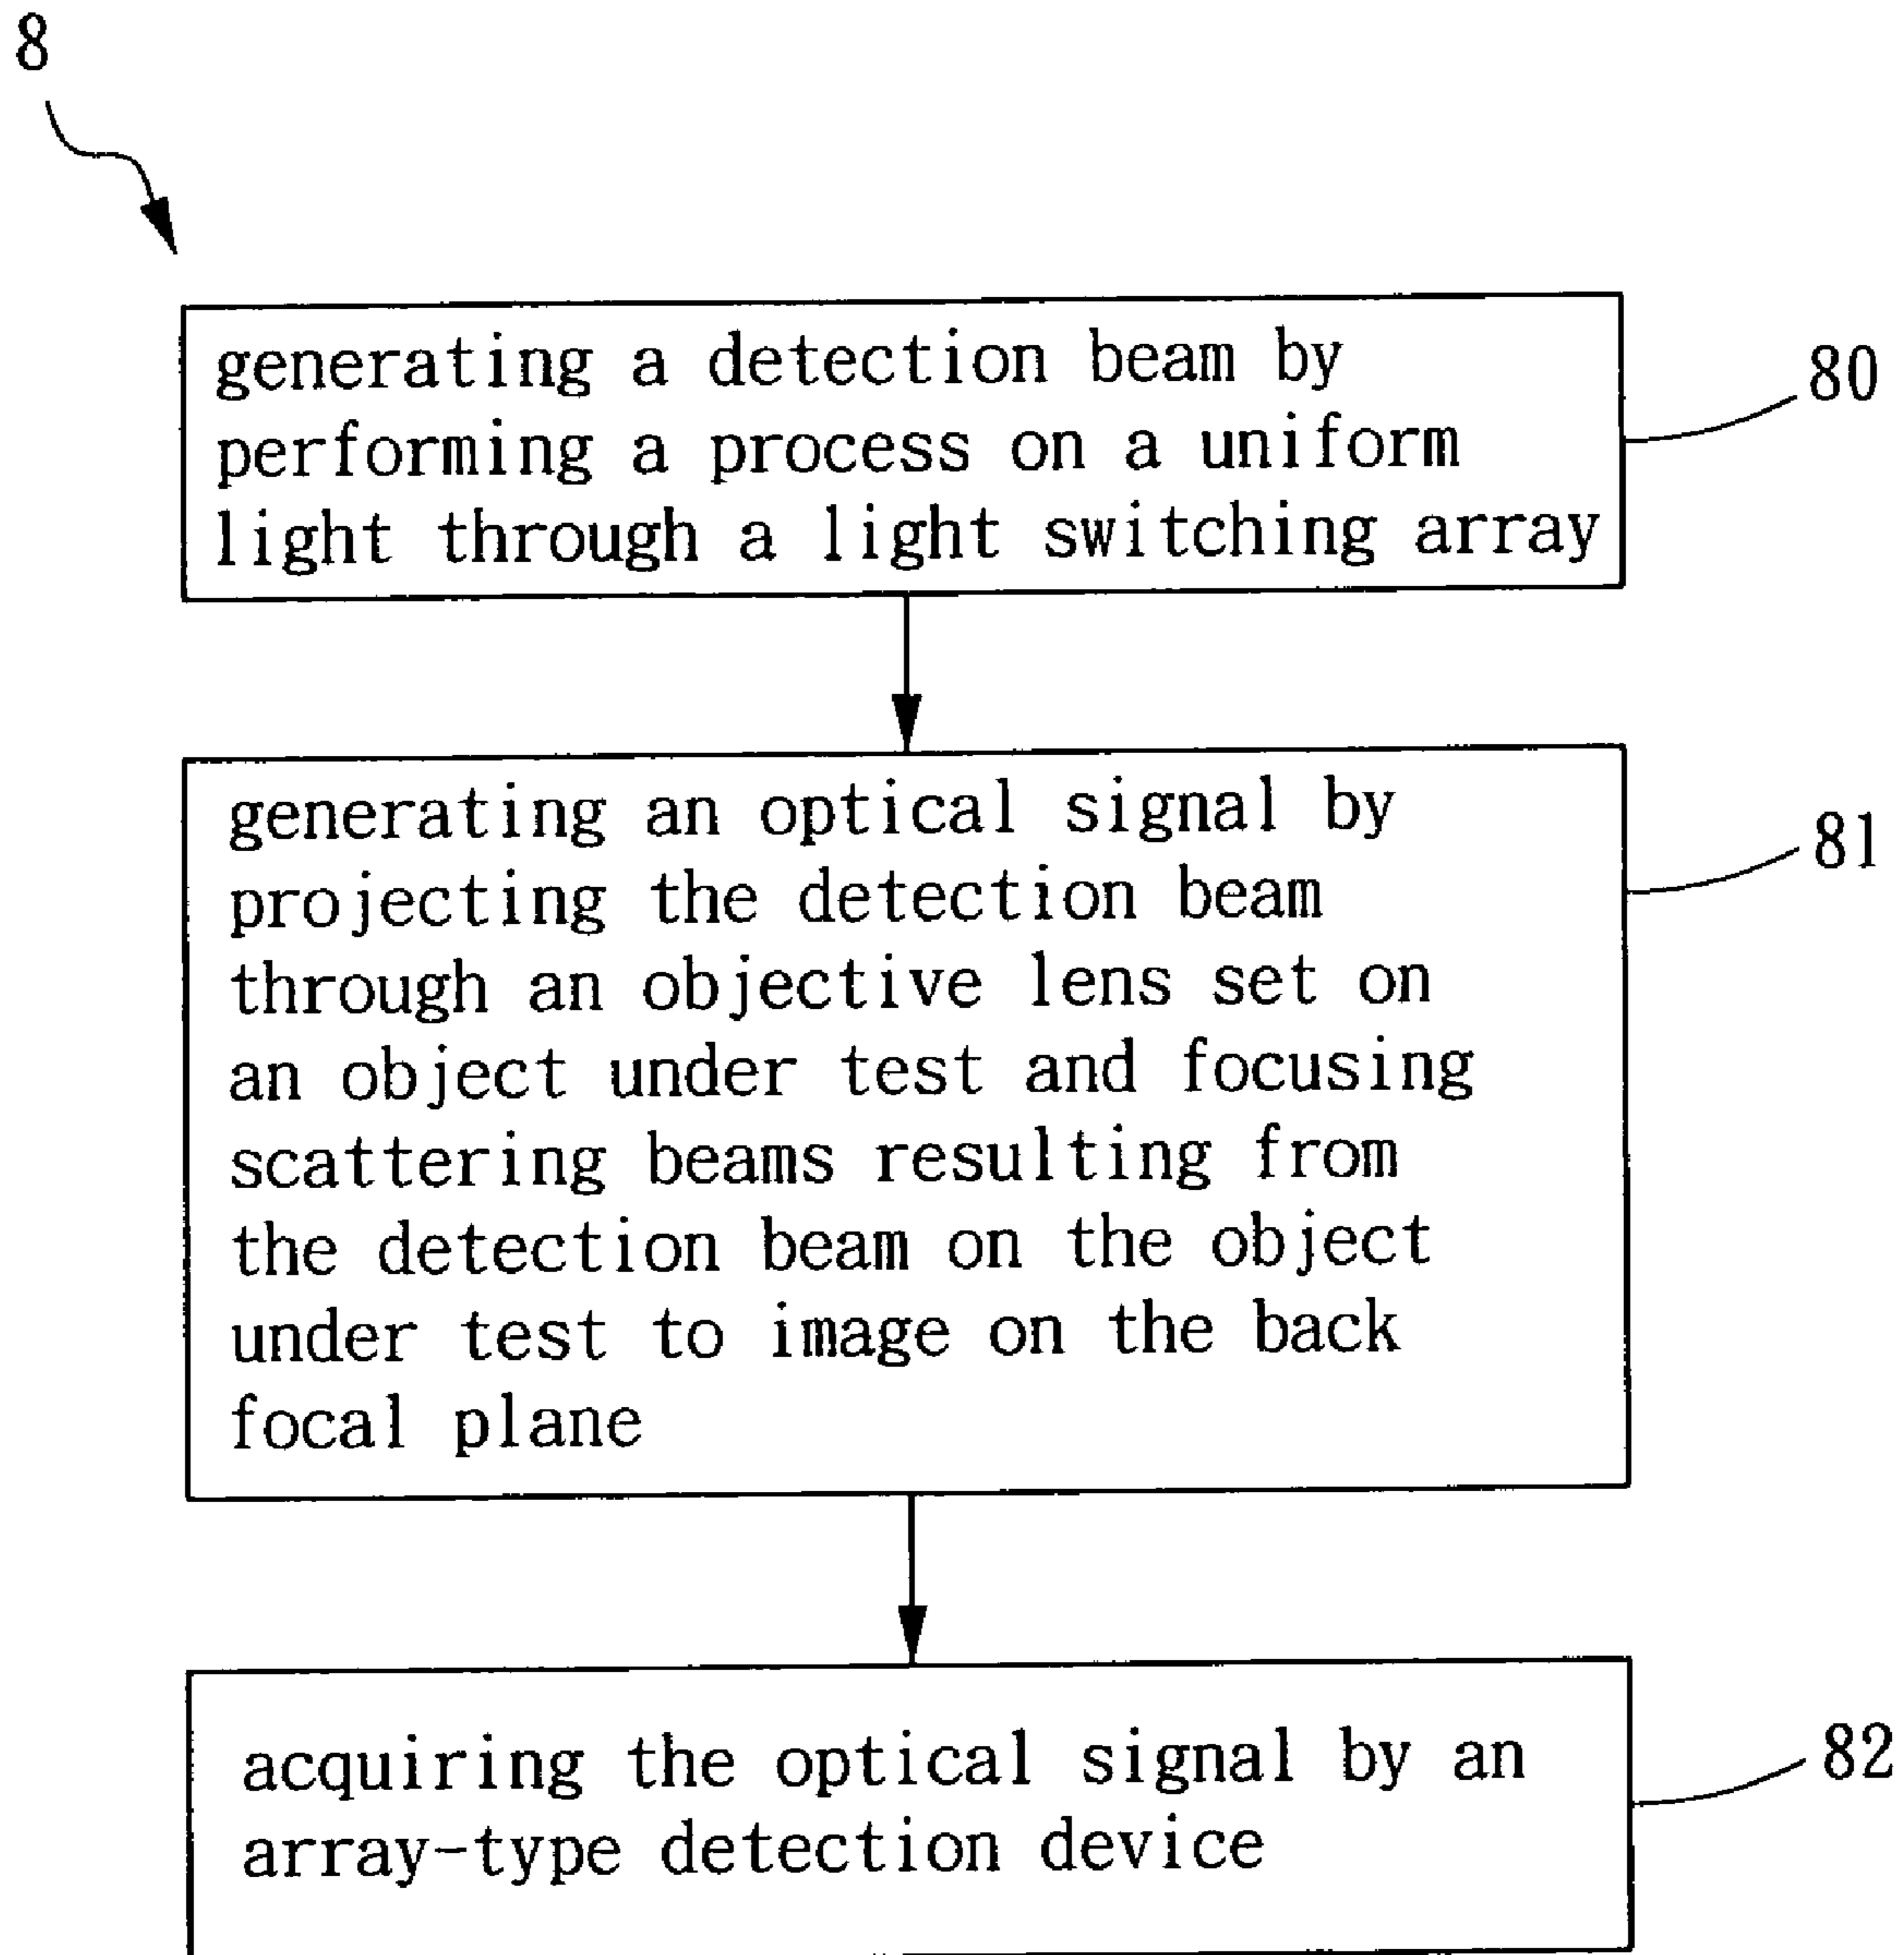 8
generating a detection beam by
performing a process on a uniform
light through a light switching array
80
generating an optical signal by
projecting the detection beam
through an objective lens set on
an object under test and focusing
scattering beams resulting from
the detection beam on the object
under test to image on the back
focal plane
81
acquiring the optical signal by an
array-type detection device
82